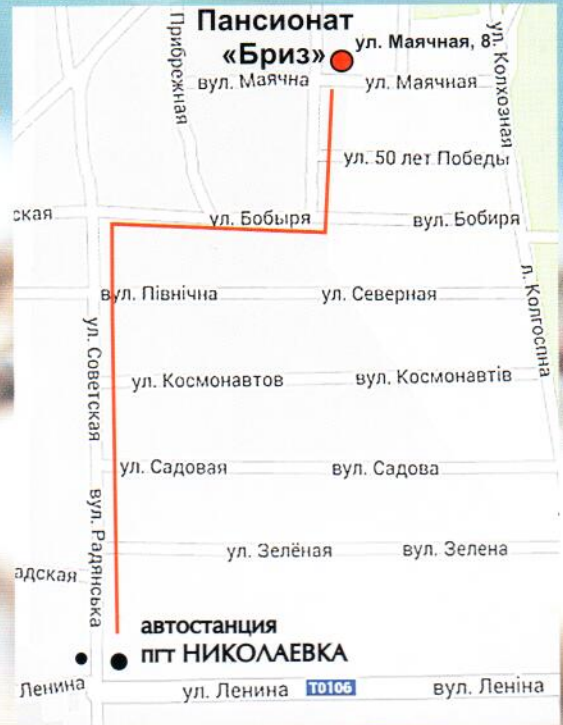 Пансионат
«Бриз»
ул. Маячная, 8
Прибрежная
ул. Колхозная
вул. Маячна
ул. Маячная
ул. 50 лет Победы
ская
ул. Бобыря
вул. Бобиря
вул. Північна
ул. Северная
л. Колгоспна
ул. Советская
ул. Космонавтов
вул. Космонавтів
ул. Садовая
вул. Садова
вул. Радянська
ул. Зелёная
вул. Зелена
адская
автостанция
пгт НИКОЛАЕВКА
Ленина
ул. Ленина
T0106
вул. Леніна